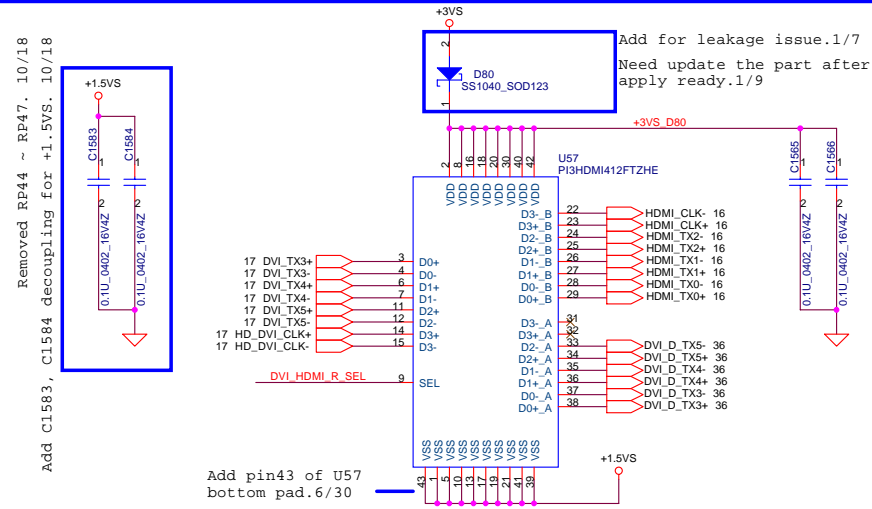 Removed RP44 ~ RP47. 10/18
Add C1583, C1584 decoupling for +1.5VS. 10/18
+1.5VS
C1583
1
2
0.1U_0402_16V4Z
C1584
1
2
0.1U_0402_16V4Z
+3VS
2
D80
SS1040_SOD123
1
Add for leakage issue.1/7
Need update the part after
apply ready.1/9
+3VS_D80
C1565
1
2
0.1U_0402_16V4Z
C1566
1
2
0.1U_0402_16V4Z
U57
PI3HDMI412FTZHE
2 8 16 18 20 30 40 42
VDD VDD VDD VDD VDD VDD VDD VDD
D3-_B 22 HDMI_CLK- 16
D3+_B 23 HDMI_CLK+ 16
D2-_B 24 HDMI_TX2- 16
D2+_B 25 HDMI_TX2+ 16
D1-_B 26 HDMI_TX1- 16
D1+_B 27 HDMI_TX1+ 16
D0-_B 28 HDMI_TX0- 16
D0+_B 29 HDMI_TX0+ 16
17 DVI_TX3+ 3 D0+
17 DVI_TX3- 4 D0-
17 DVI_TX4+ 6 D1+
17 DVI_TX4- 7 D1-
17 DVI_TX5+ 11 D2+
17 DVI_TX5- 12 D2-
17 HD_DVI_CLK+ 14 D3+
17 HD_DVI_CLK- 15 D3-
DVI_HDMI_R_SEL 9 SEL
D3-_A 31
D3+_A 32
D2-_A 33 DVI_D_TX5- 36
D2+_A 34 DVI_D_TX5+ 36
D1-_A 35 DVI_D_TX4- 36
D1+_A 36 DVI_D_TX4+ 36
D0-_A 37 DVI_D_TX3- 36
D0+_A 38 DVI_D_TX3+ 36
VSS VSS VSS VSS VSS VSS VSS VSS VSS VSS
43 1 5 10 13 17 19 21 41 39
+1.5VS
Add pin43 of U57
bottom pad.6/30